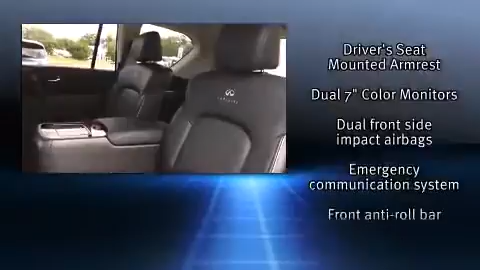 Driver's Seat
Mounted Armrest
Dual 7" Color Monitors
Dual front side
impact airbags
Emergency
communication system
Front anti-roll bar
INFINITI